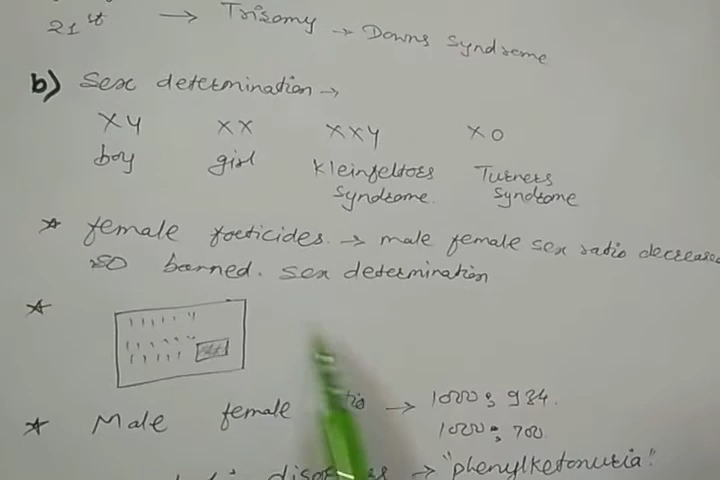 21st → Trisomy → Downs Syndrome
b) Sex determination →
XY XX XXY XO
boy girl Kleinfelters Syndrome. Turners Syndrome
* female foeticides. → male female sex ratio decreased
so banned. sex determination
*
* Male female → 1000 : 934.
1000 : 700
→ "phenylketonuria."